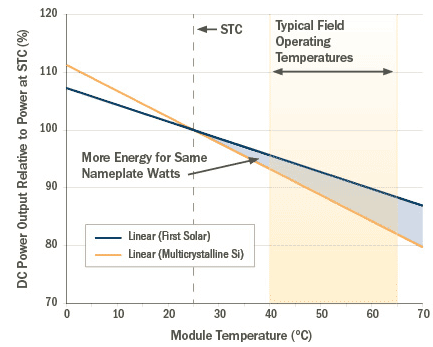 120
110
100
90
80
70
DC Power Output Relative to Power at STC (%)
STC
Typical Field
Operating
Temperatures
More Energy for Same
Nameplate Watts
Linear (First Solar)
Linear (Multicrystalline Si)
0 10 20 30 40 50 60 70
Module Temperature (°C)